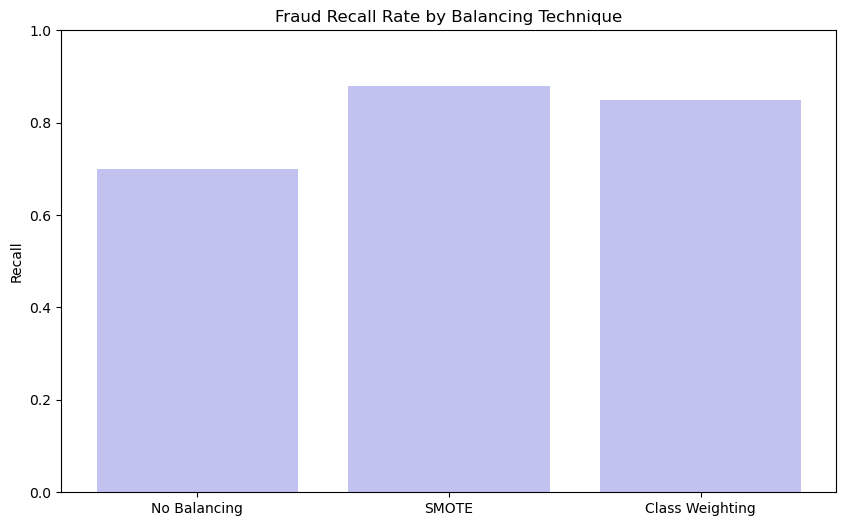 Fraud Recall Rate by Balancing Technique
1.0
0.8
0.6
0.4
0.2
0.0
Recall
No Balancing
SMOTE
Class Weighting